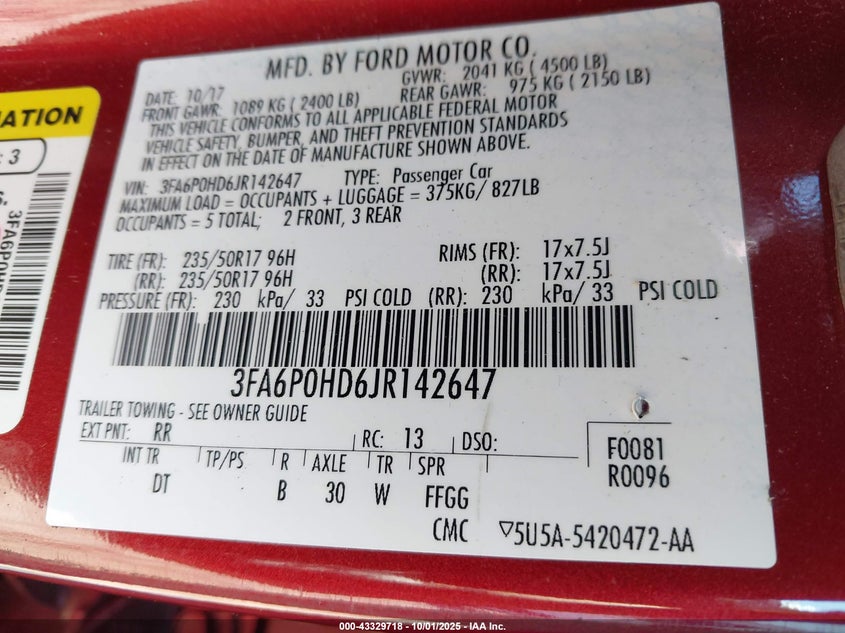 MFD. BY FORD MOTOR CO.
DATE: 10/17 GVWR: 2041 KG ( 4500 LB)
FRONT GAWR: 1089 KG ( 2400 LB) REAR GAWR: 975 KG ( 2150 LB)
THIS VEHICLE CONFORMS TO ALL APPLICABLE FEDERAL MOTOR
VEHICLE SAFETY, BUMPER, AND THEFT PREVENTION STANDARDS
IN EFFECT ON THE DATE OF MANUFACTURE SHOWN ABOVE.
VIN: 3FA6P0HD6JR142647 TYPE: Passenger Car
MAXIMUM LOAD = OCCUPANTS + LUGGAGE = 375KG/ 827LB
OCCUPANTS = 5 TOTAL; 2 FRONT, 3 REAR
TIRE (FR): 235/50R17 96H RIMS (FR): 17x7.5J
(RR): 235/50R17 96H (RR): 17x7.5J
PRESSURE (FR): 230 kPa/ 33 PSI COLD (RR): 230 kPa/ 33 PSI COLD
3FA6P0HD6JR142647
TRAILER TOWING - SEE OWNER GUIDE
EXT PNT: RR RC: 13 DSO:
F0081
R0096
INT TR TP/PS R AXLE TR SPR
DT B 30 W FFGG
CMC ▽5U5A-5420472-AA
ATION
: 3
000-43329718 - 10/01/2025 - IAA Inc.